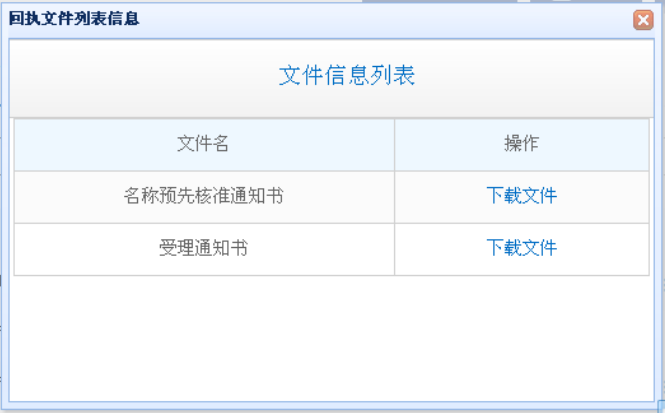 回执文件列表信息
文件信息列表
文件名 操作
名称预先核准通知书 下载文件
受理通知书 下载文件